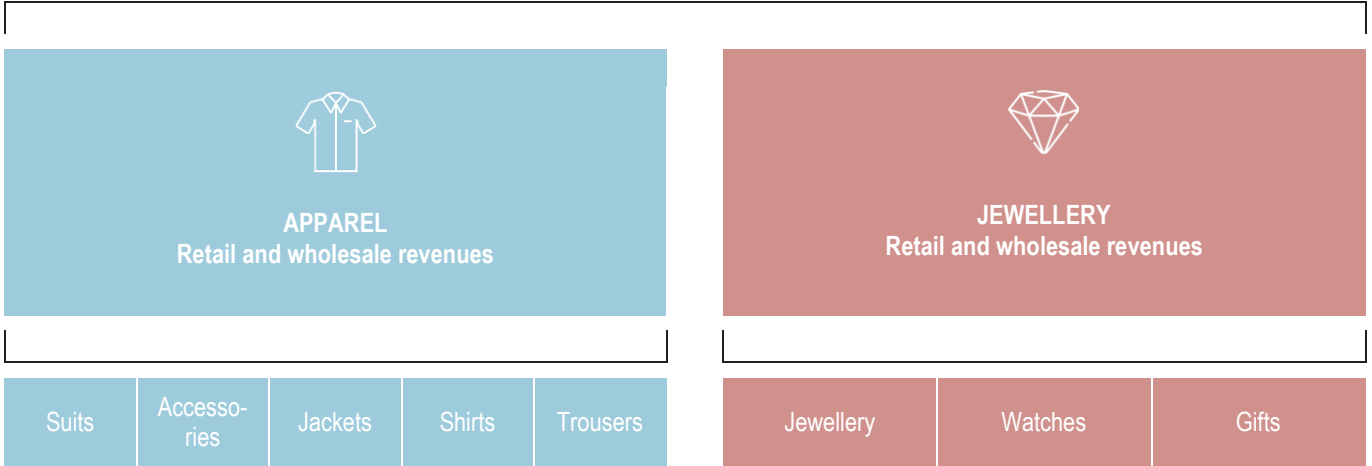 APPAREL
Retail and wholesale revenues
JEWELLERY
Retail and wholesale revenues
Suits
Accesso-
ries
Jackets
Shirts
Trousers
Jewellery
Watches
Gifts